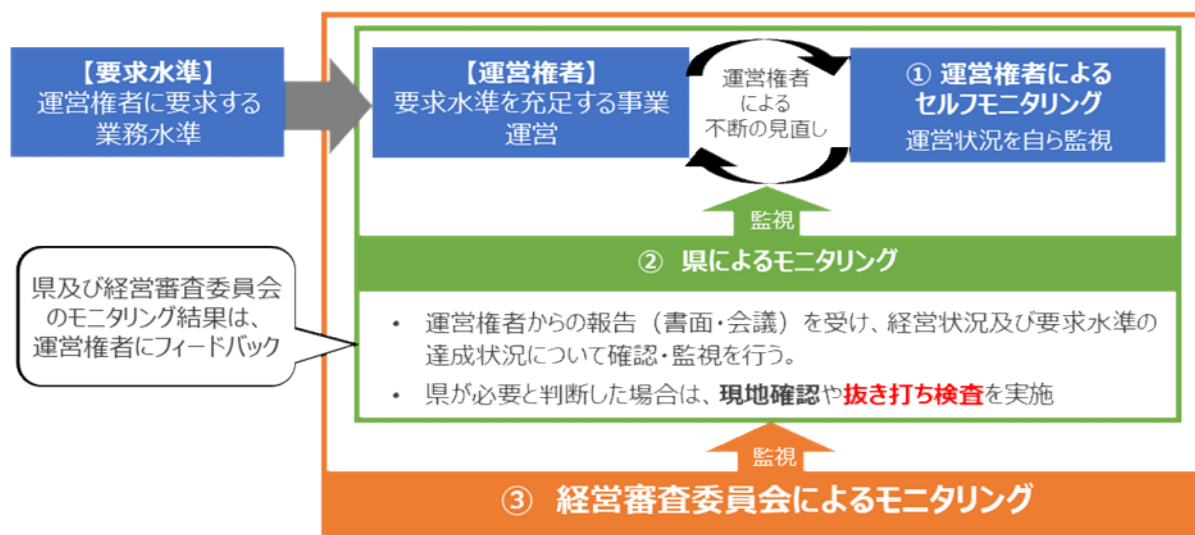 【要求水準】
運営権者に要求する
業務水準
【運営権者】
要求水準を充足する事業
運営
運営権者
による
不断の見直し
① 運営権者による
セルフモニタリング
運営状況を自ら監視
監視
② 県によるモニタリング
県及び経営審査委員会
のモニタリング結果は、
運営権者にフィードバック
• 運営権者からの報告（書面・会議）を受け、経営状況及び要求水準の
達成状況について確認・監視を行う。
• 県が必要と判断した場合は、現地確認や抜き打ち検査を実施
監視
③ 経営審査委員会によるモニタリング